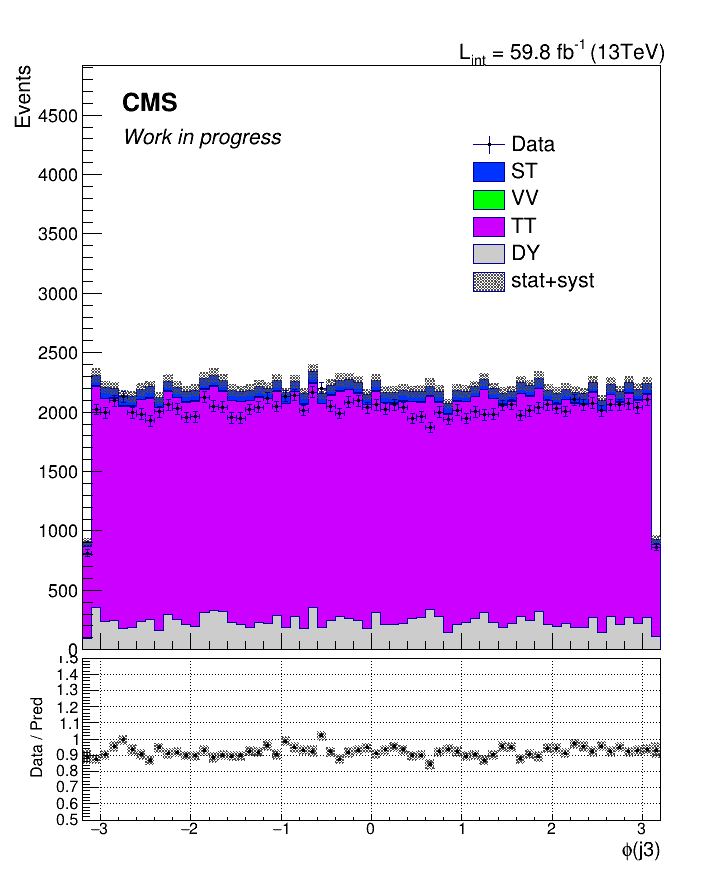 L_int = 59.8 fb^-1 (13TeV)
Events
CMS
Work in progress
Data
ST
VV
TT
DY
stat+syst
4500
4000
3500
3000
2500
2000
1500
1000
500
0
Data / Pred
1.5
1.4
1.3
1.2
1.1
1
0.9
0.8
0.7
0.6
0.5
−3 −2 −1 0 1 2 3
ϕ(j3)